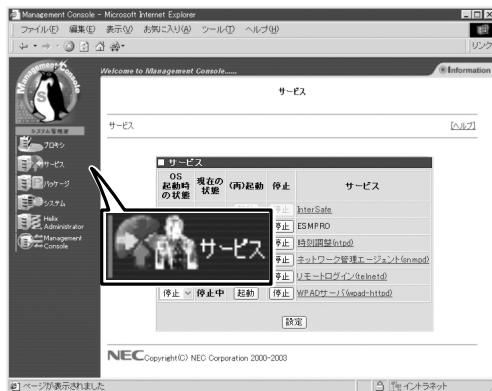 Management Console - Microsoft Internet Explorer
ファイル(F) 編集(E) 表示(V) お気に入り(A) ツール(T) ヘルプ(H)
リンク
Management Console
Welcome to Management Console......
Information
サービス
システム管理者
プロキシ
サービス
パッケージ
システム
Helix Administrator
Management Console
サービス
[ヘルプ]
■ サービス
OS起動時の状態 現在の状態 (再)起動 停止 サービス
停止 InterSafe
停止 ESMPRO
停止 時刻調整(ntpd)
停止 ネットワーク管理エージェント(snmpd)
停止 リモートログイン(telnetd)
停止 停止中 起動 停止 WPADサーバ(wpad-httpd)
サービス
設定
NEC Copyright(C) NEC Corporation 2000-2003
ページが表示されました
イントラネット